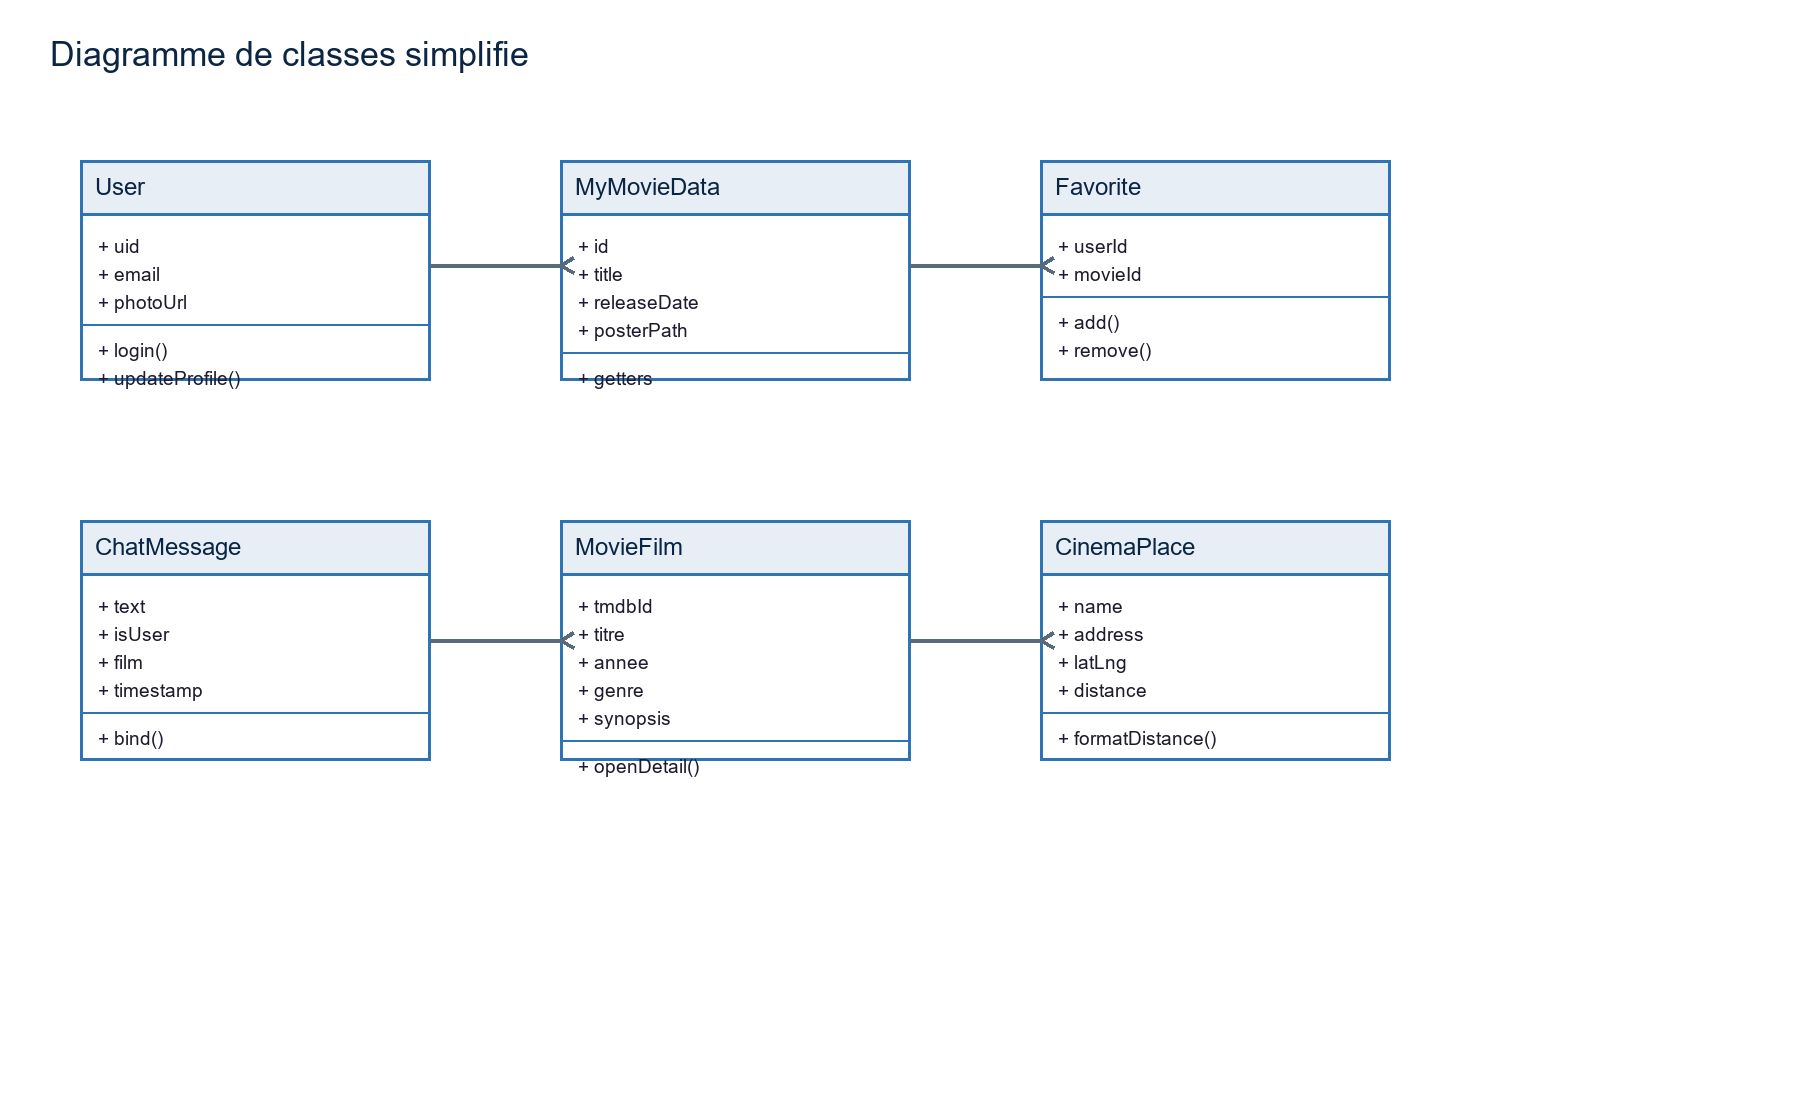 Diagramme de classes simplifie
User
+ uid
+ email
+ photoUrl
+ login()
+ updateProfile()
MyMovieData
+ id
+ title
+ releaseDate
+ posterPath
+ getters
Favorite
+ userId
+ movieId
+ add()
+ remove()
ChatMessage
+ text
+ isUser
+ film
+ timestamp
+ bind()
MovieFilm
+ tmdbId
+ titre
+ annee
+ genre
+ synopsis
+ openDetail()
CinemaPlace
+ name
+ address
+ latLng
+ distance
+ formatDistance()